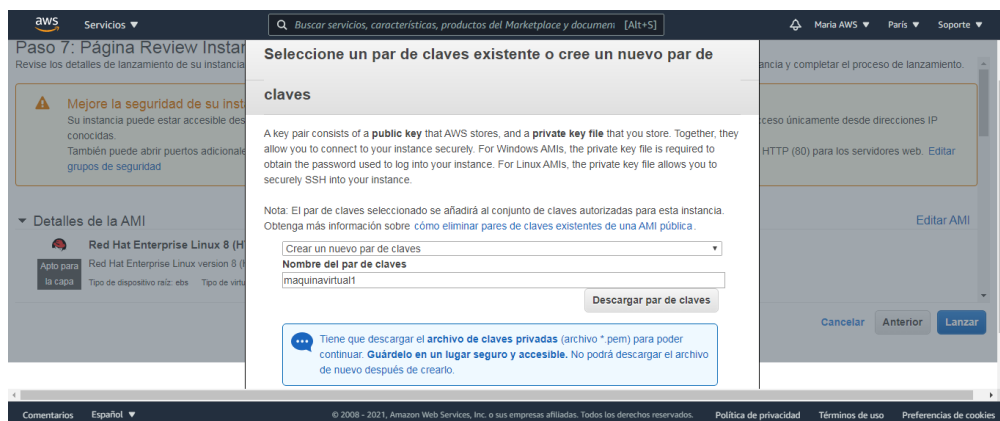 aws Servicios ▼ Buscar servicios, características, productos del Marketplace y documen [Alt+S] Maria AWS ▼ París ▼ Soporte ▼
Paso 7: Página Review Instar
Revise los detalles de lanzamiento de su instancia
ancia y completar el proceso de lanzamiento.
Mejore la seguridad de su inst
Su instancia puede estar accesible des
cceso únicamente desde direcciones IP
conocidas.
También puede abrir puertos adicionale
HTTP (80) para los servidores web. Editar
grupos de seguridad
Detalles de la AMI
Editar AMI
Red Hat Enterprise Linux 8 (H
Apto para
la capa
Red Hat Enterprise Linux version 8 (
Tipo de dispositivo raíz: ebs Tipo de virtu
Cancelar Anterior Lanzar
Seleccione un par de claves existente o cree un nuevo par de
claves
A key pair consists of a public key that AWS stores, and a private key file that you store. Together, they
allow you to connect to your instance securely. For Windows AMIs, the private key file is required to
obtain the password used to log into your instance. For Linux AMIs, the private key file allows you to
securely SSH into your instance.
Nota: El par de claves seleccionado se añadirá al conjunto de claves autorizadas para esta instancia.
Obtenga más información sobre cómo eliminar pares de claves existentes de una AMI pública.
Crear un nuevo par de claves
Nombre del par de claves
maquinavirtual1
Descargar par de claves
Tiene que descargar el archivo de claves privadas (archivo *.pem) para poder
continuar. Guárdelo en un lugar seguro y accesible. No podrá descargar el archivo
de nuevo después de crearlo.
Comentarios Español ▼ © 2008 - 2021, Amazon Web Services, Inc. o sus empresas afiliadas. Todos los derechos reservados. Política de privacidad Términos de uso Preferencias de cookies